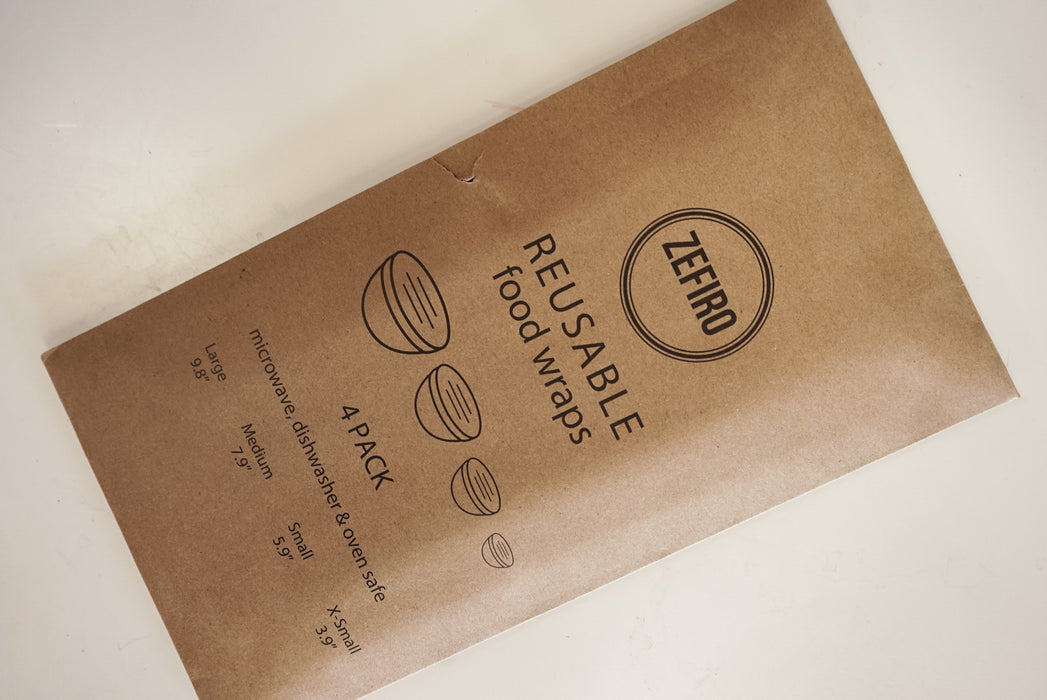 ZEFIRO
REUSABLE
food wraps
4 PACK
microwave, dishwasher & oven safe
Large
9.8"
Medium
7.9"
Small
5.9"
X-Small
3.9"